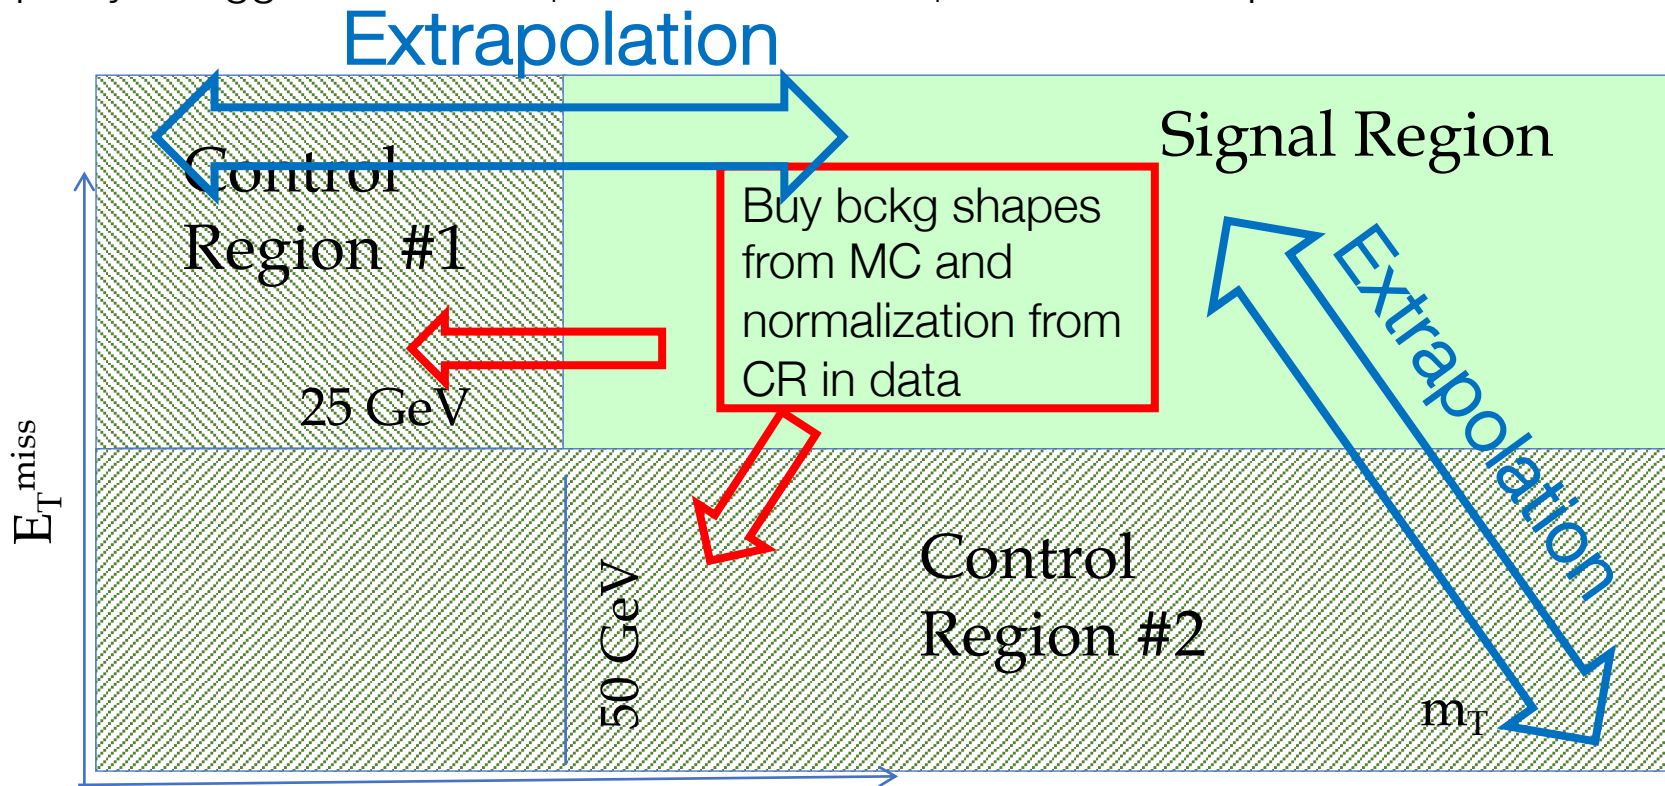 Extrapolation
Signal Region
Control
Region #1
Buy bckg shapes
from MC and
normalization from
CR in data
Extrapolation
25 GeV
E_T^miss
50 GeV
Control
Region #2
m_T